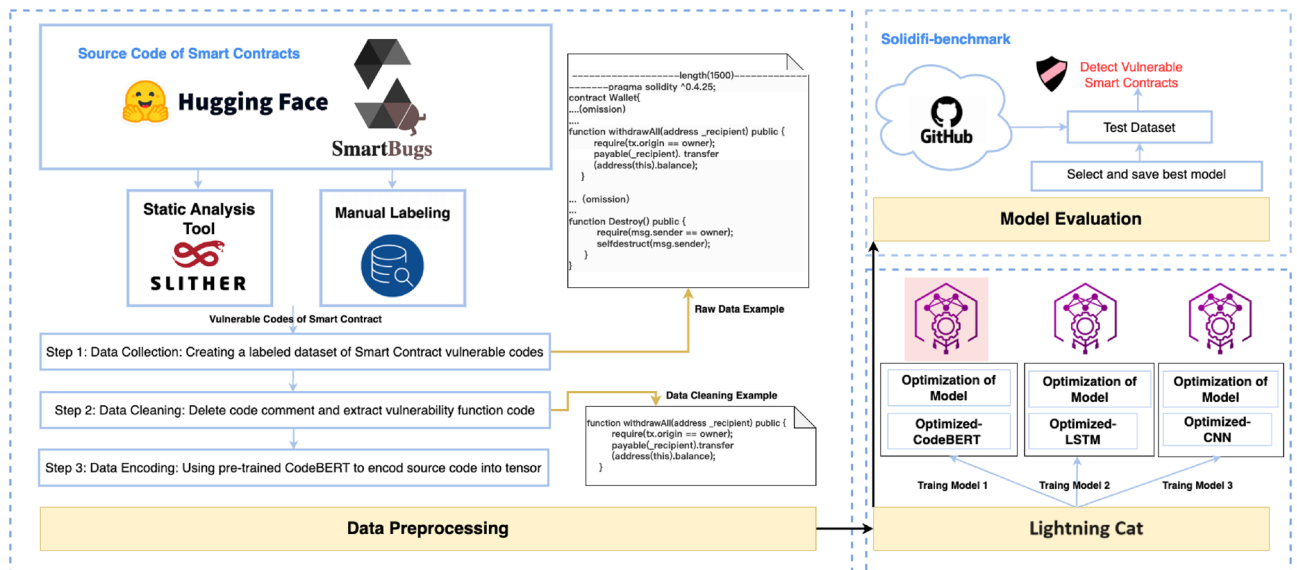 Source Code of Smart Contracts
Hugging Face
SmartBugs
Static Analysis
Tool
SLITHER
Manual Labeling
Vulnerable Codes of Smart Contract
Step 1: Data Collection: Creating a labeled dataset of Smart Contract vulnerable codes
Step 2: Data Cleaning: Delete code comment and extract vulnerability function code
Step 3: Data Encoding: Using pre-trained CodeBERT to encod source code into tensor
Data Preprocessing
-------------------length(1500)-------------
-------pragma solidity ^0.4.25;
contract Wallet{
....(omission)
....
function withdrawAll(address _recipient) public {
require(tx.origin == owner);
payable(_recipient). transfer
(address(this).balance);
}
... (omission)
...
function Destroy() public {
require(msg.sender == owner);
selfdestruct(msg.sender);
}
}
Raw Data Example
Data Cleaning Example
function withdrawAll(address _recipient) public {
require(tx.origin == owner);
payable(_recipient).transfer
(address(this).balance);
}
Solidifi-benchmark
GitHub
Detect Vulnerable
Smart Contracts
Test Dataset
Select and save best model
Model Evaluation
Optimization of
Model
Optimized-
CodeBERT
Optimization of
Model
Optimized-
LSTM
Optimization of
Model
Optimized-
CNN
Traing Model 1
Traing Model 2
Traing Model 3
Lightning Cat